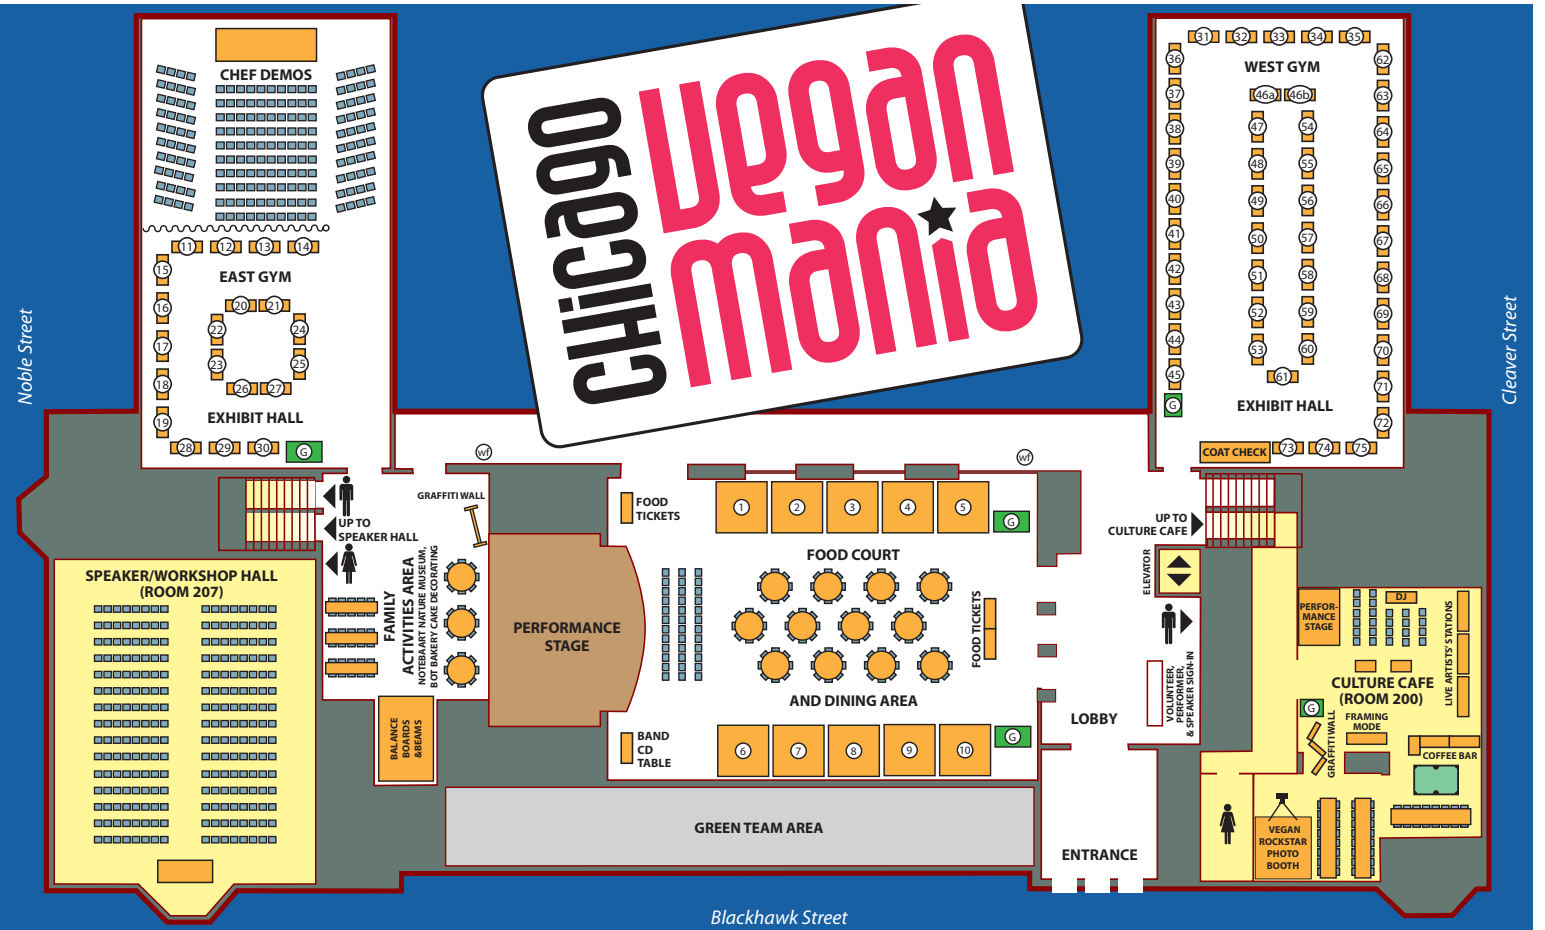 CHICAGO
vegan
mania
Noble Street
Cleaver Street
Blackhawk Street
CHEF DEMOS
11
12
13
14
15
EAST GYM
16
20
21
22
24
17
23
25
18
26
27
19
EXHIBIT HALL
28
29
30
G
31
32
33
34
35
36
62
WEST GYM
37
46a
46b
63
38
47
54
64
39
48
55
65
40
49
56
66
41
50
57
67
42
51
58
68
43
52
59
69
44
53
60
70
45
61
71
G
EXHIBIT HALL
72
COAT CHECK
73
74
75
wf
wf
GRAFFITI WALL
UP TO
SPEAKER HALL
FAMILY
ACTIVITIES AREA
NOTEBAART NATURE MUSEUM,
BOT BAKERY CAKE DECORATING
BALANCE
BOARDS
&BEAMS
SPEAKER/WORKSHOP HALL
(ROOM 207)
PERFORMANCE
STAGE
FOOD
TICKETS
1
2
3
4
5
G
FOOD COURT
FOOD TICKETS
AND DINING AREA
BAND
CD
TABLE
6
7
8
9
10
G
GREEN TEAM AREA
UP TO
CULTURE CAFE
ELEVATOR
VOLUNTEER,
PERFORMER,
& SPEAKER SIGN-IN
LOBBY
ENTRANCE
PERFOR-
MANCE
STAGE
DJ
LIVE ARTISTS' STATIONS
CULTURE CAFE
(ROOM 200)
G
GRAFFITI WALL
FRAMING
MODE
COFFEE BAR
VEGAN
ROCKSTAR
PHOTO
BOOTH